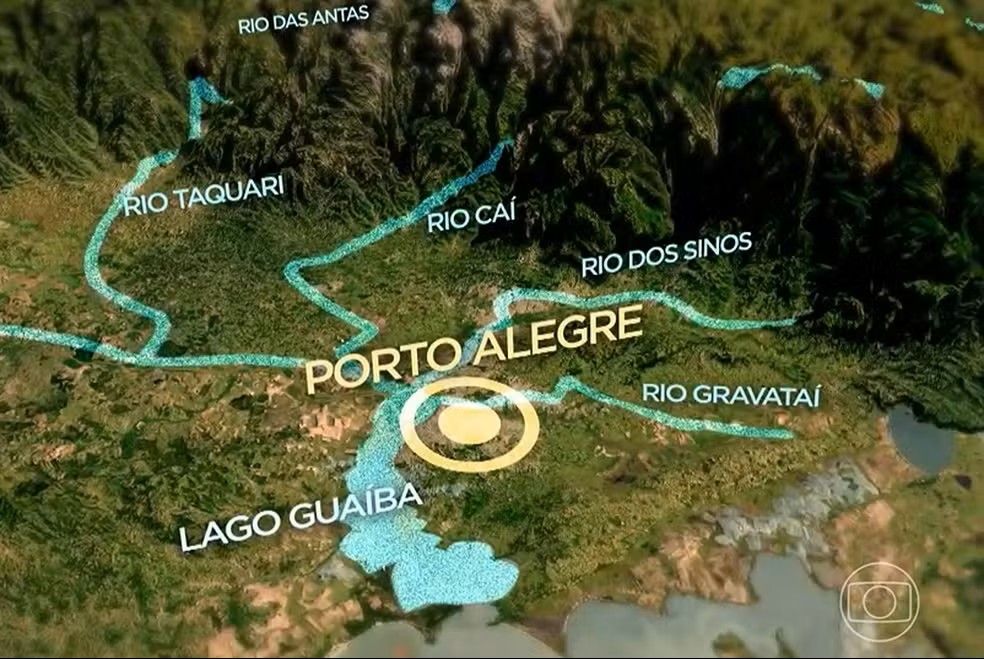 RIO DAS ANTAS
RIO TAQUARI
RIO CAÍ
RIO DOS SINOS
PORTO ALEGRE
RIO GRAVATAÍ
LAGO GUAÍBA